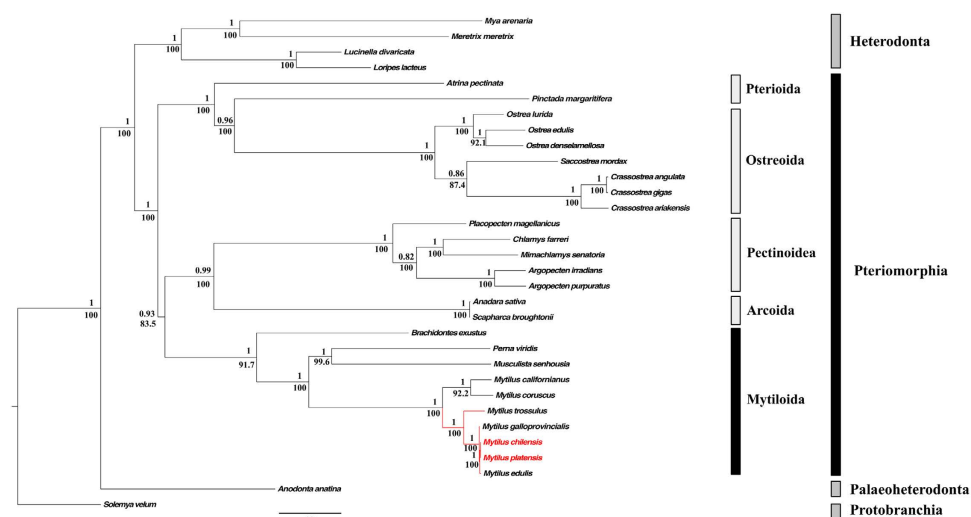 Mya arenaria
1
100
Meretrix meretrix
1
100
Lucinella divaricata
1
100
Loripes lacteus
Heterodonta
Atrina pectinata
1
100
Pinctada margaritifera
0.96
100
Pterioida
1
100
Ostrea lurida
1
100
Ostrea edulis
1
92.1
Ostrea denselamellosa
1
100
Saccostrea mordax
0.86
87.4
Crassostrea angulata
1
100
Crassostrea gigas
1
100
Crassostrea ariakensis
Ostreoida
1
100
Placopecten magellanicus
1
100
Chlamys farreri
1
100
Mimachlamys senatoria
0.82
100
Argopecten irradians
1
100
Argopecten purpuratus
Pectinoidea
0.99
100
Anadara sativa
1
100
Scapharca broughtonii
Arcoida
0.93
83.5
Brachidontes exustus
1
91.7
Perna viridis
1
99.6
Musculista senhousia
1
100
Mytilus californianus
1
92.2
Mytilus coruscus
1
100
Mytilus trossulus
1
100
Mytilus galloprovincialis
1
100
Mytilus chilensis
Mytilus platensis
1
100
Mytilus edulis
Mytiloida
Pteriomorphia
1
100
Anodonta anatina
Palaeoheterodonta
Solemya velum
Protobranchia